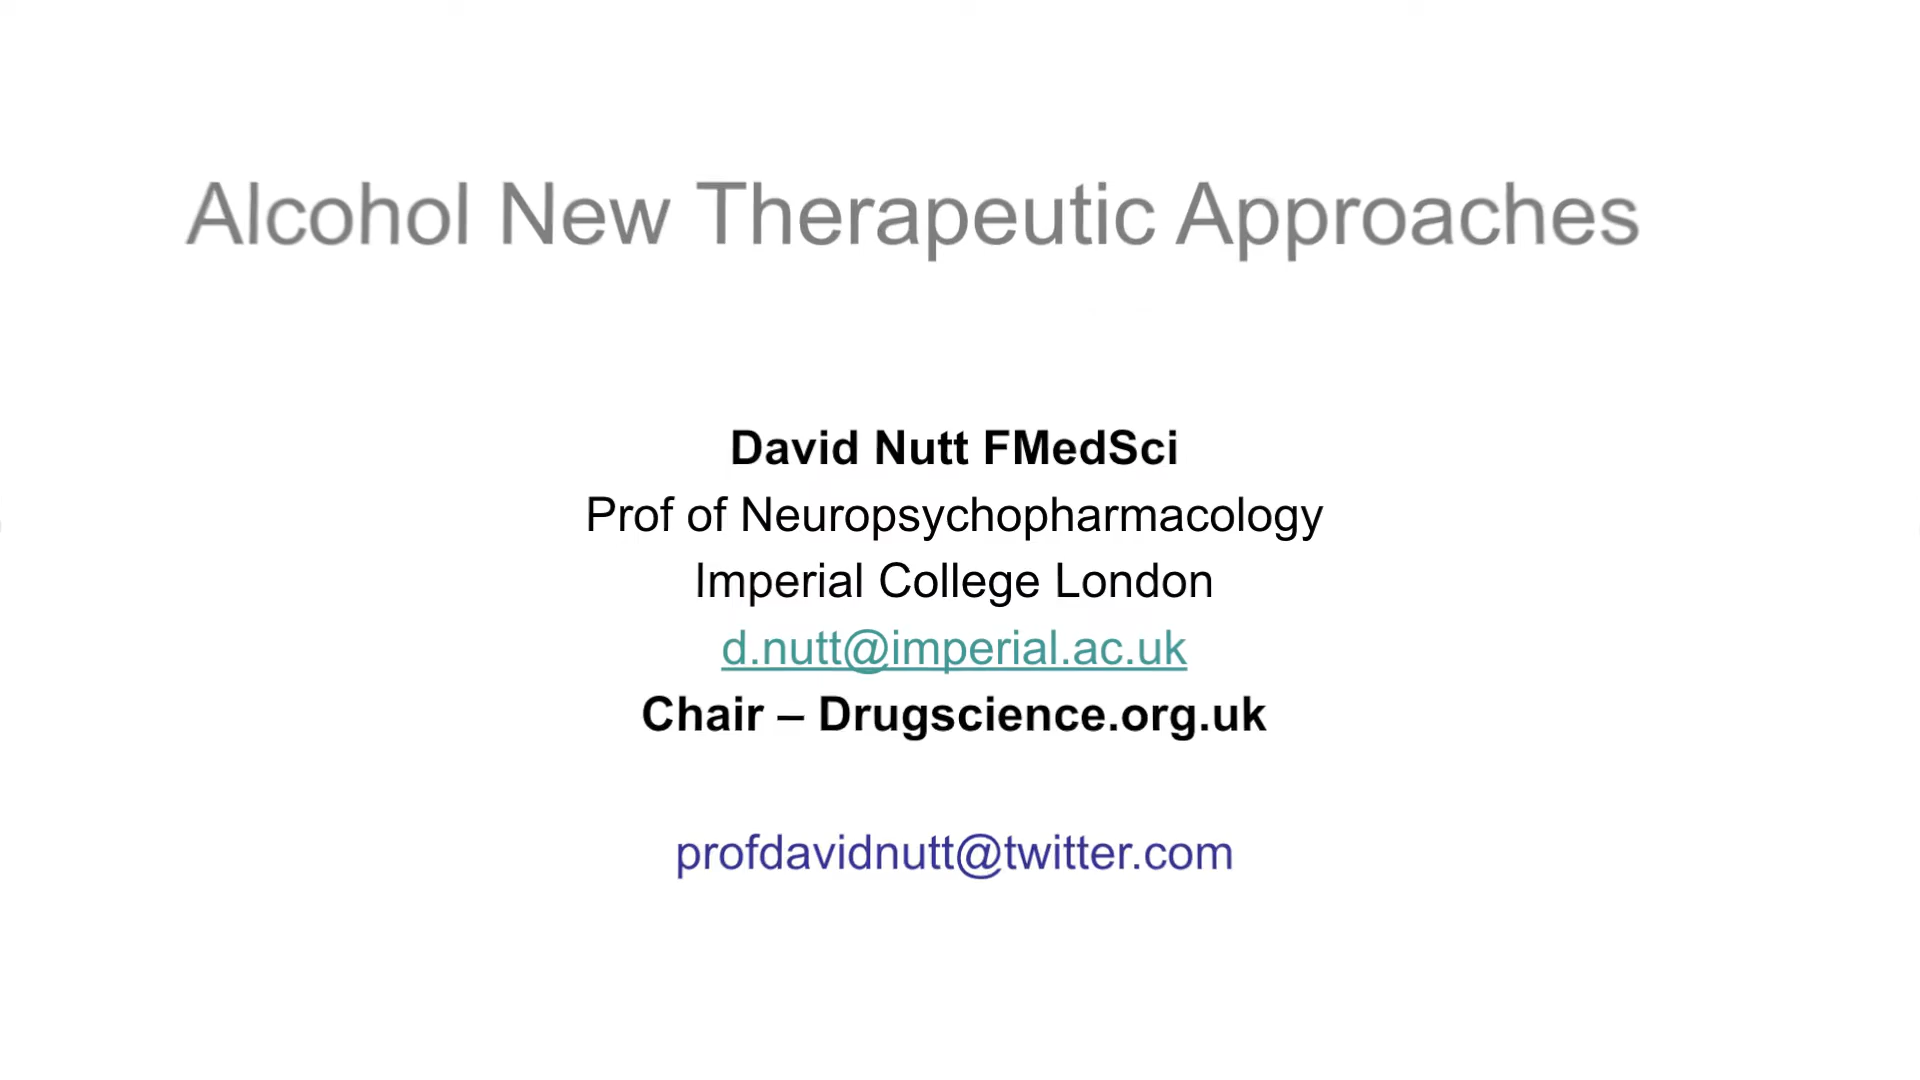 Alcohol New Therapeutic Approaches
David Nutt FMedSci
Prof of Neuropsychopharmacology
Imperial College London
d.nutt@imperial.ac.uk
Chair – Drugscience.org.uk
profdavidnutt@twitter.com